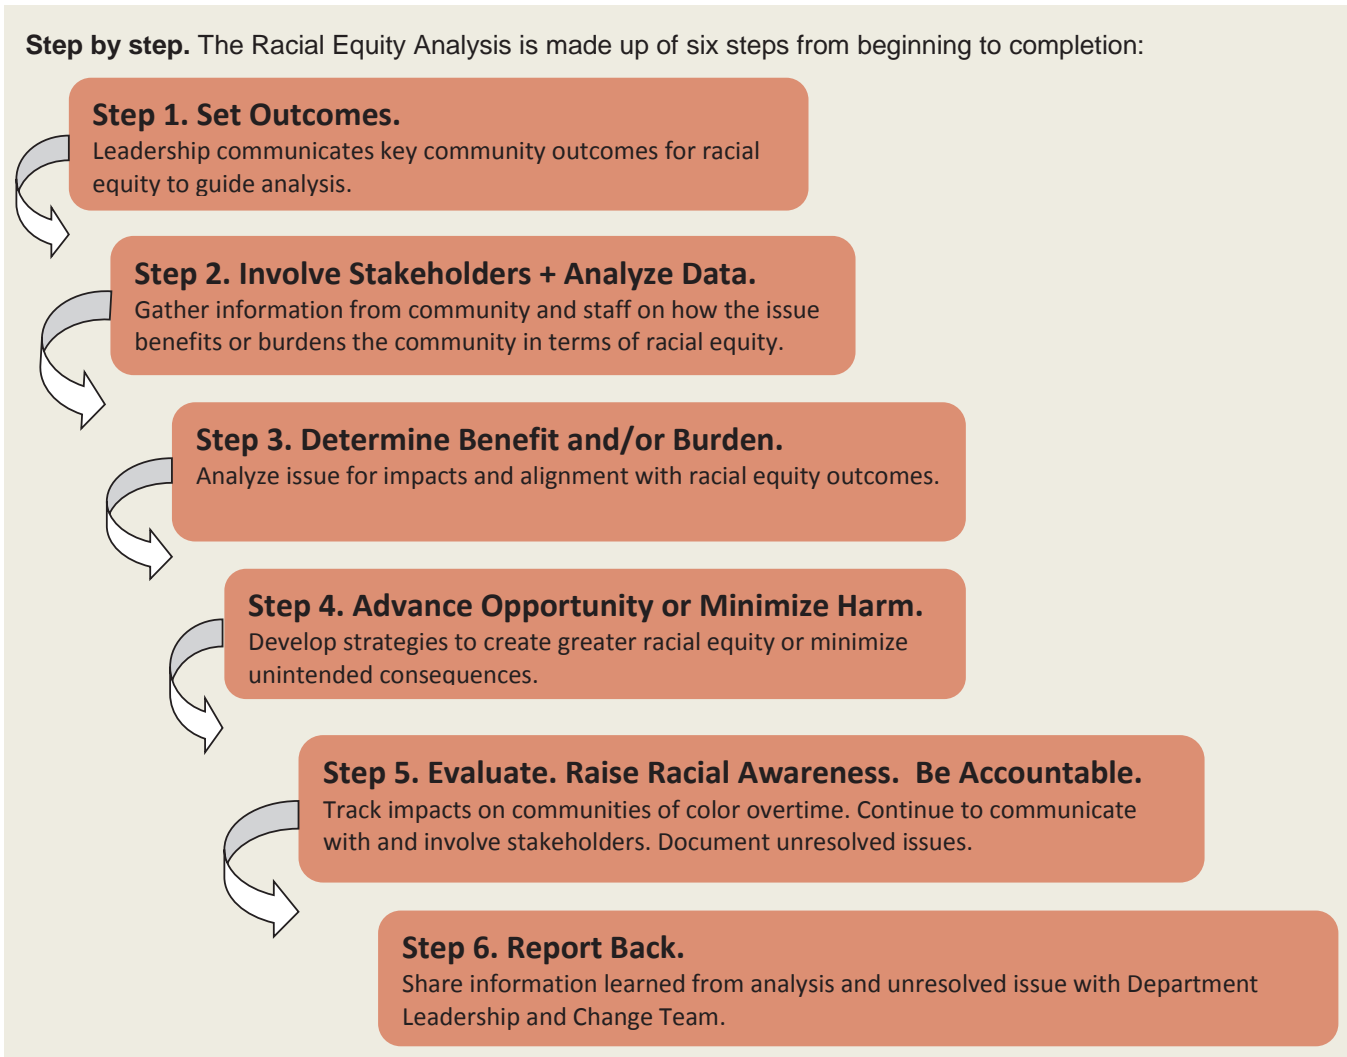 Step by step. The Racial Equity Analysis is made up of six steps from beginning to completion:
Step 1. Set Outcomes.
Leadership communicates key community outcomes for racial
equity to guide analysis.
Step 2. Involve Stakeholders + Analyze Data.
Gather information from community and staff on how the issue
benefits or burdens the community in terms of racial equity.
Step 3. Determine Benefit and/or Burden.
Analyze issue for impacts and alignment with racial equity outcomes.
Step 4. Advance Opportunity or Minimize Harm.
Develop strategies to create greater racial equity or minimize
unintended consequences.
Step 5. Evaluate. Raise Racial Awareness.  Be Accountable.
Track impacts on communities of color overtime. Continue to communicate
with and involve stakeholders. Document unresolved issues.
Step 6. Report Back.
Share information learned from analysis and unresolved issue with Department
Leadership and Change Team.